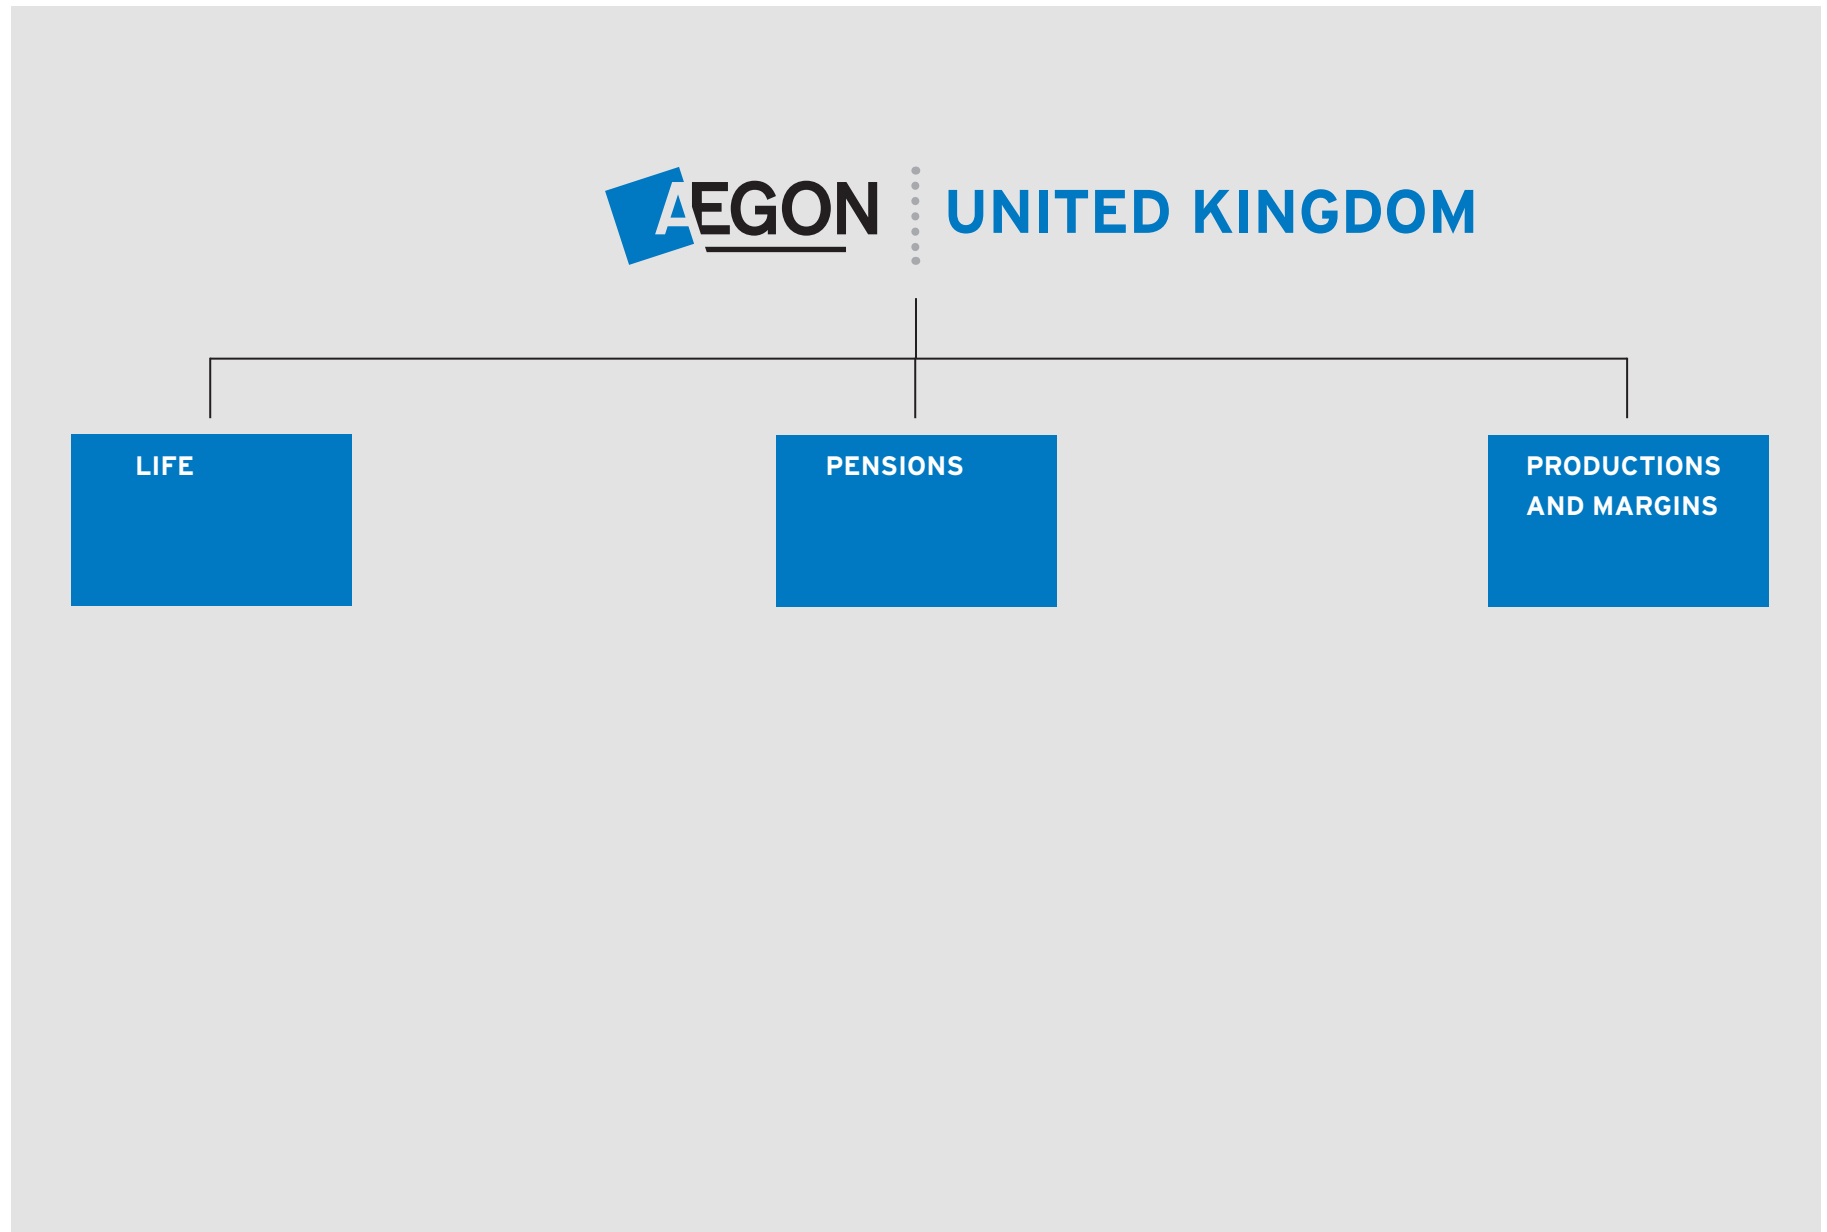 AEGON UNITED KINGDOM
LIFE
PENSIONS
PRODUCTIONS
AND MARGINS